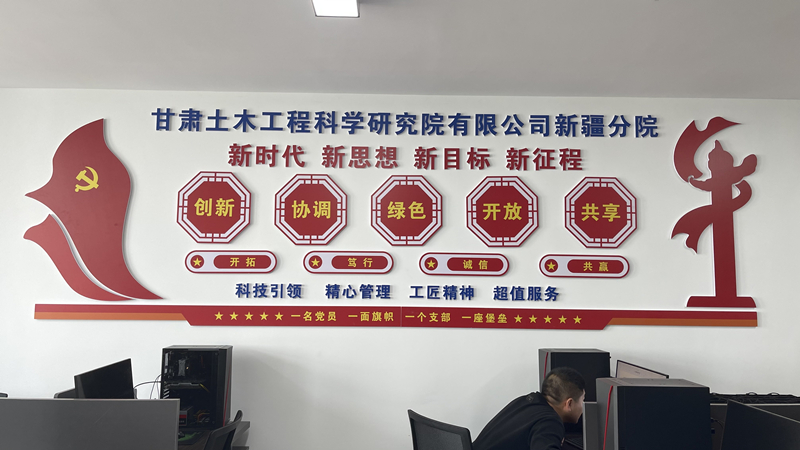 甘肃土木工程科学研究院有限公司新疆分院
新时代 新思想 新目标 新征程
创新 协调 绿色 开放 共享
开拓 笃行 诚信 共赢
科技引领 精心管理 工匠精神 超值服务
一名党员 一面旗帜 一个支部 一座堡垒